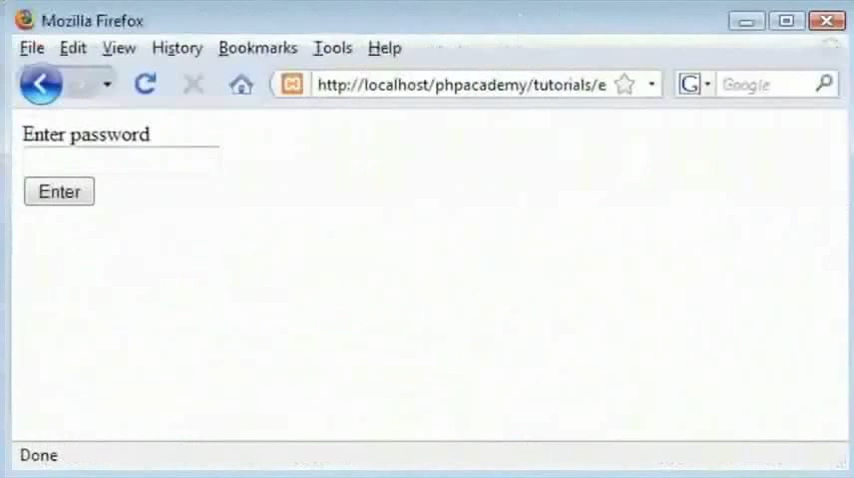 Mozilla Firefox
File Edit View History Bookmarks Tools Help
http://localhost/phpacademy/tutorials/e
G Google
Enter password
Enter
Done